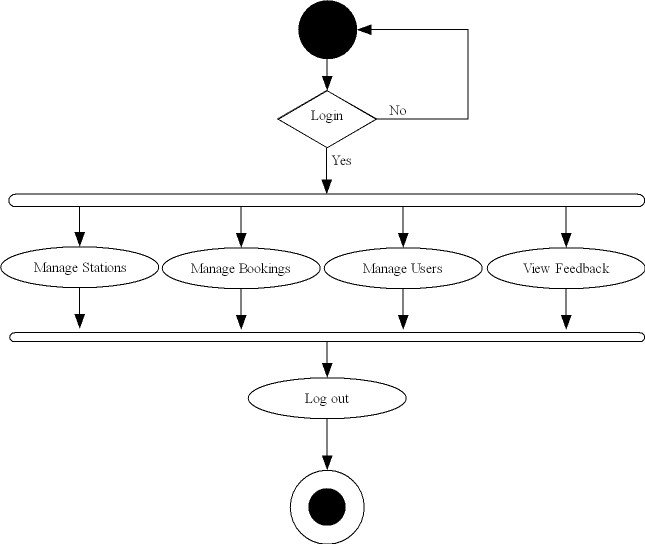 Login
No
Yes
Manage Stations
Manage Bookings
Manage Users
View Feedback
Log out